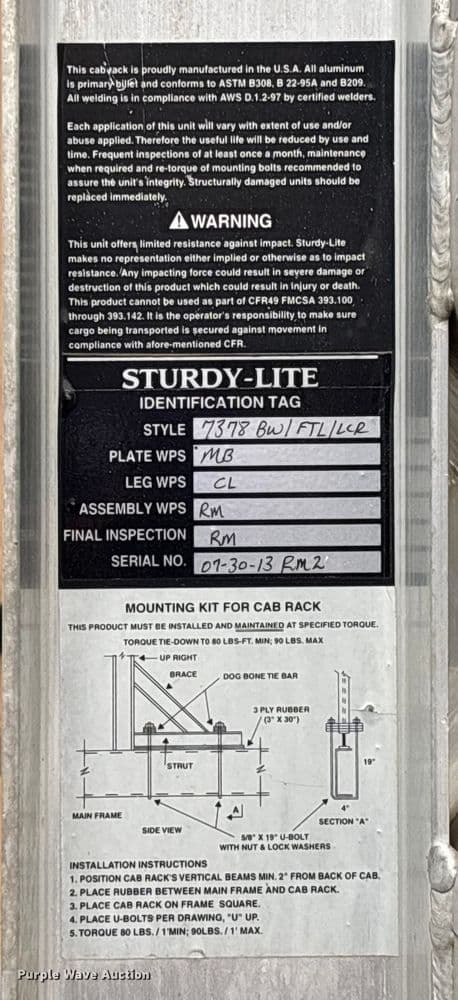 This cab rack is proudly manufactured in the U.S.A. All aluminum
is primary billet and conforms to ASTM B308, B 22-95A and B209.
All welding is in compliance with AWS D.1.2-97 by certified welders.
Each application of this unit will vary with extent of use and/or
abuse applied. Therefore the useful life will be reduced by use and
time. Frequent inspections of at least once a month, maintenance
when required and re-torque of mounting bolts recommended to
assure the unit's integrity. Structurally damaged units should be
replaced immediately.
⚠ WARNING
This unit offers limited resistance against impact. Sturdy-Lite
makes no representation either implied or otherwise as to impact
resistance. Any impacting force could result in severe damage or
destruction of this product which could result in injury or death.
This product cannot be used as part of CFR49 FMCSA 393.100
through 393.142. It is the operator's responsibility to make sure
cargo being transported is secured against movement in
compliance with afore-mentioned CFR.
STURDY-LITE
IDENTIFICATION TAG
STYLE 7378 BW/FTL/LCR
PLATE WPS MB
LEG WPS CL
ASSEMBLY WPS RM
FINAL INSPECTION RM
SERIAL NO. 07-30-13 RM2
MOUNTING KIT FOR CAB RACK
THIS PRODUCT MUST BE INSTALLED AND MAINTAINED AT SPECIFIED TORQUE.
TORQUE TIE-DOWN TO 80 LBS-FT. MIN; 90 LBS. MAX
UP RIGHT
BRACE
DOG BONE TIE BAR
3 PLY RUBBER
(3" X 30")
STRUT
19"
A
4"
MAIN FRAME
SECTION "A"
SIDE VIEW
5/8" X 19" U-BOLT
WITH NUT & LOCK WASHERS
INSTALLATION INSTRUCTIONS
1. POSITION CAB RACK'S VERTICAL BEAMS MIN. 2" FROM BACK OF CAB.
2. PLACE RUBBER BETWEEN MAIN FRAME AND CAB RACK.
3. PLACE CAB RACK ON FRAME SQUARE.
4. PLACE U-BOLTS PER DRAWING, "U" UP.
5. TORQUE 80 LBS. / 1'MIN; 90LBS. / 1' MAX.
Purple Wave Auction